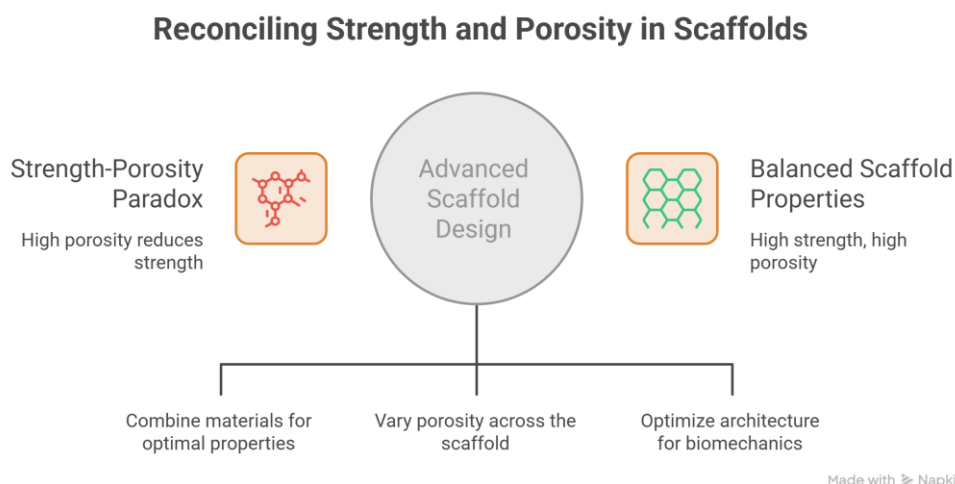 Reconciling Strength and Porosity in Scaffolds
Strength-Porosity
Paradox
High porosity reduces
strength
Advanced
Scaffold
Design
Balanced Scaffold
Properties
High strength, high
porosity
Combine materials for
optimal properties
Vary porosity across the
scaffold
Optimize architecture
for biomechanics
Made with Napki